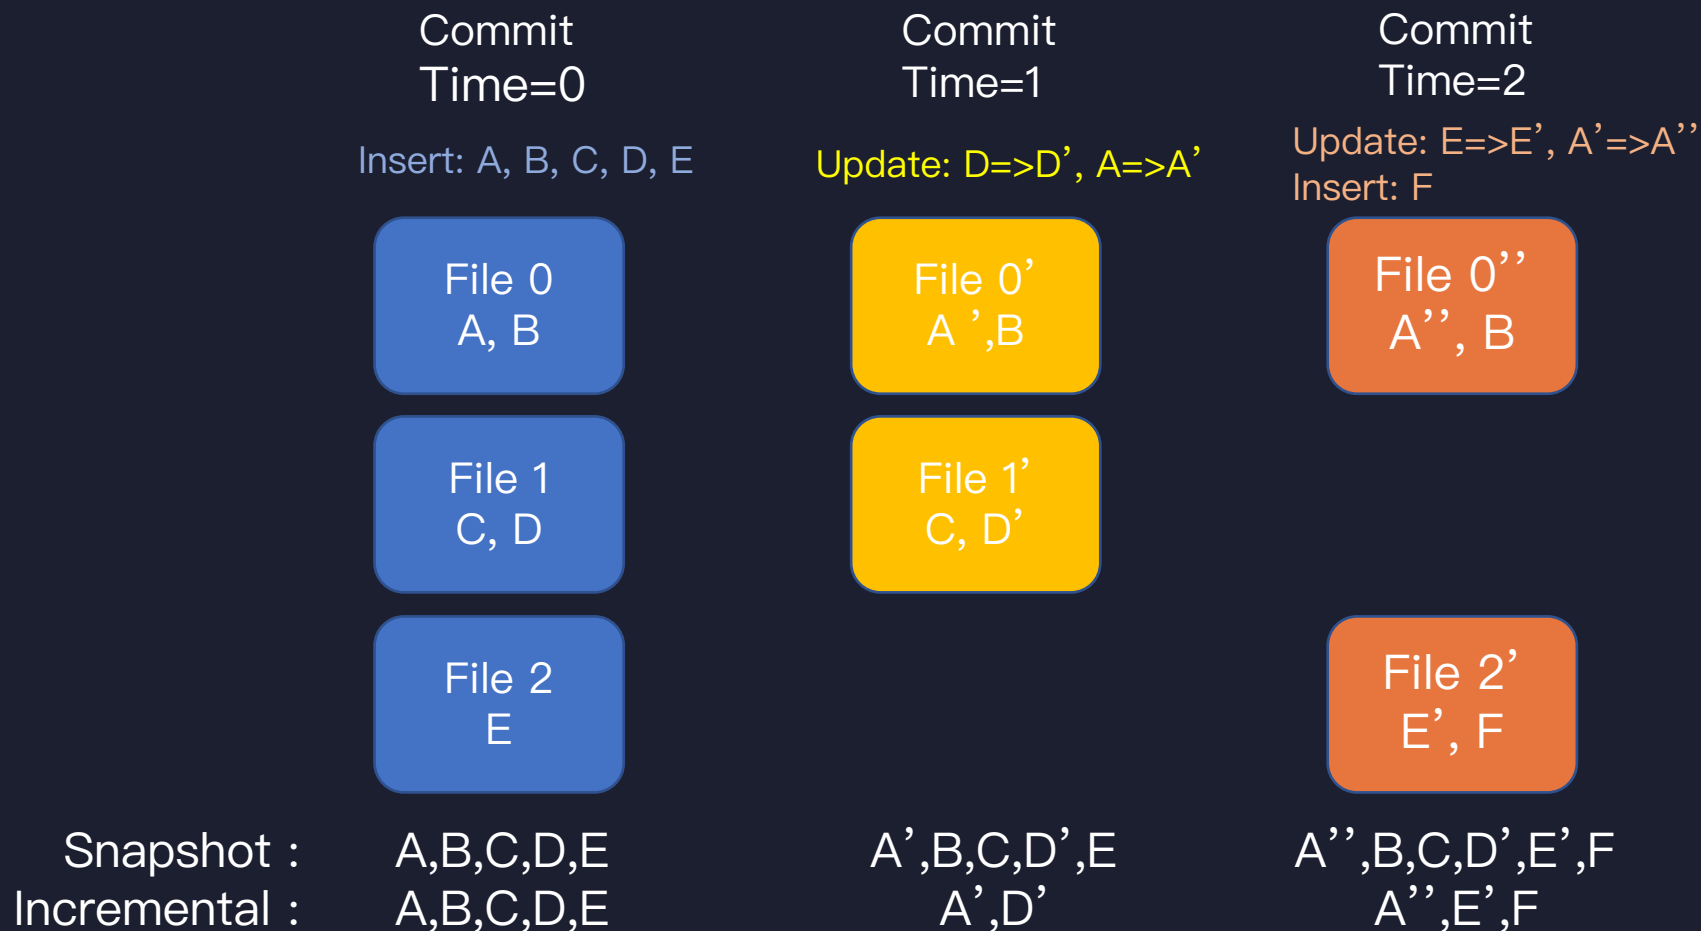 Commit
Time=0
Commit
Time=1
Commit
Time=2
Insert: A, B, C, D, E
Update: D=>D’, A=>A’
Update: E=>E’, A’=>A’’
Insert: F
File 0
A, B
File 0’
A ’,B
File 0’’
A’’, B
File 1
C, D
File 1’
C, D’
File 2
E
File 2’
E’, F
Snapshot : A,B,C,D,E A’,B,C,D’,E A’’,B,C,D’,E’,F
Incremental : A,B,C,D,E A’,D’ A’’,E’,F